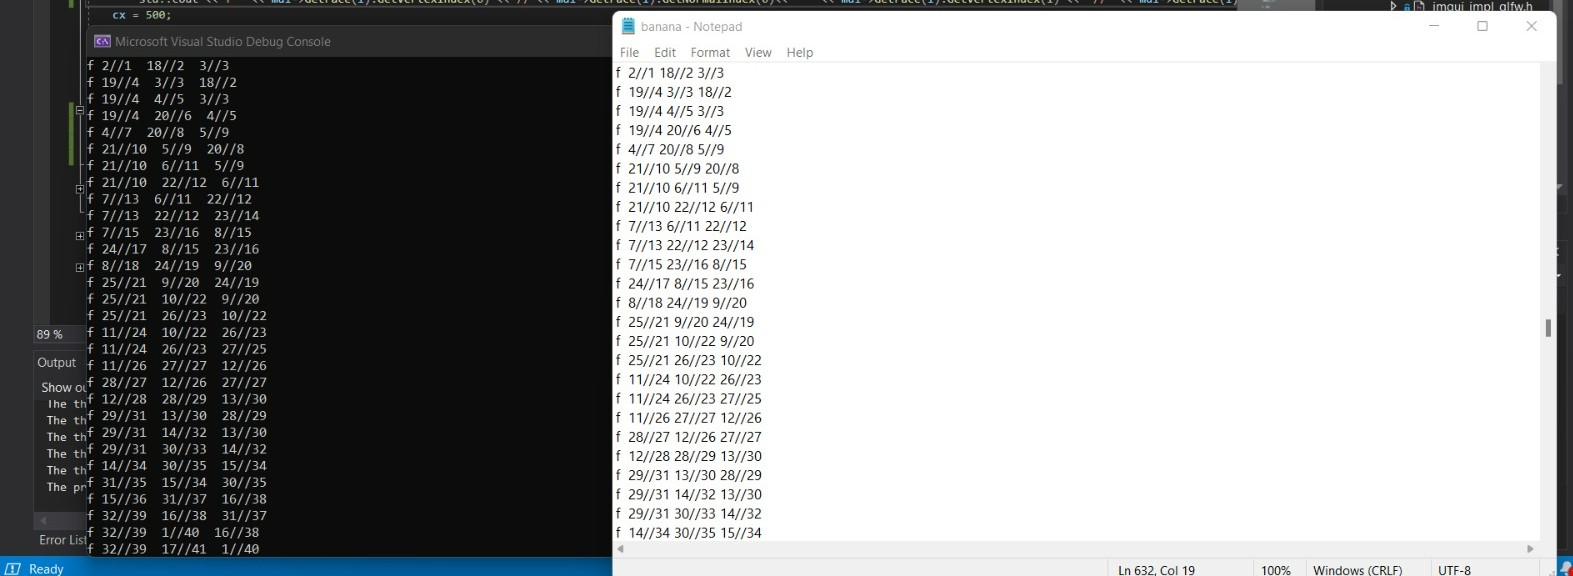 cx = 500;
imgui_impl_glfw.h
Microsoft Visual Studio Debug Console
f 2//1  18//2  3//3
f 19//4  3//3  18//2
f 19//4  4//5  3//3
f 19//4  20//6  4//5
f 4//7  20//8  5//9
f 21//10  5//9  20//8
f 21//10  6//11  5//9
f 21//10  22//12  6//11
f 7//13  6//11  22//12
f 7//13  22//12  23//14
f 7//15  23//16  8//15
f 24//17  8//15  23//16
f 8//18  24//19  9//20
f 25//21  9//20  24//19
f 25//21  10//22  9//20
f 25//21  26//23  10//22
f 11//24  10//22  26//23
f 11//24  26//23  27//25
f 11//26  27//27  12//26
f 28//27  12//26  27//27
f 12//28  28//29  13//30
f 29//31  13//30  28//29
f 29//31  14//32  13//30
f 29//31  30//33  14//32
f 14//34  30//35  15//34
f 31//35  15//34  30//35
f 15//36  31//37  16//38
f 32//39  16//38  31//37
f 32//39  1//40  16//38
f 32//39  17//41  1//40
89 %
Output
Show ou
The th
The th
The th
The th
The th
The pr
Error List
Ready
banana - Notepad
File Edit Format View Help
f  2//1 18//2 3//3
f  19//4 3//3 18//2
f  19//4 4//5 3//3
f  19//4 20//6 4//5
f  4//7 20//8 5//9
f  21//10 5//9 20//8
f  21//10 6//11 5//9
f  21//10 22//12 6//11
f  7//13 6//11 22//12
f  7//13 22//12 23//14
f  7//15 23//16 8//15
f  24//17 8//15 23//16
f  8//18 24//19 9//20
f  25//21 9//20 24//19
f  25//21 10//22 9//20
f  25//21 26//23 10//22
f  11//24 10//22 26//23
f  11//24 26//23 27//25
f  11//26 27//27 12//26
f  28//27 12//26 27//27
f  12//28 28//29 13//30
f  29//31 13//30 28//29
f  29//31 14//32 13//30
f  29//31 30//33 14//32
f  14//34 30//35 15//34
Ln 632, Col 19 100% Windows (CRLF) UTF-8